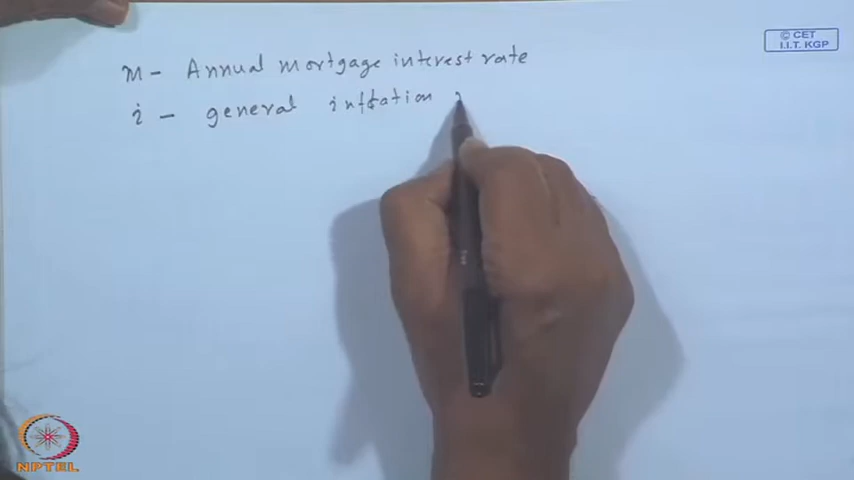 © CET
I.I.T. KGP
m - Annual mortgage interest rate
i - general inflation
NPTEL